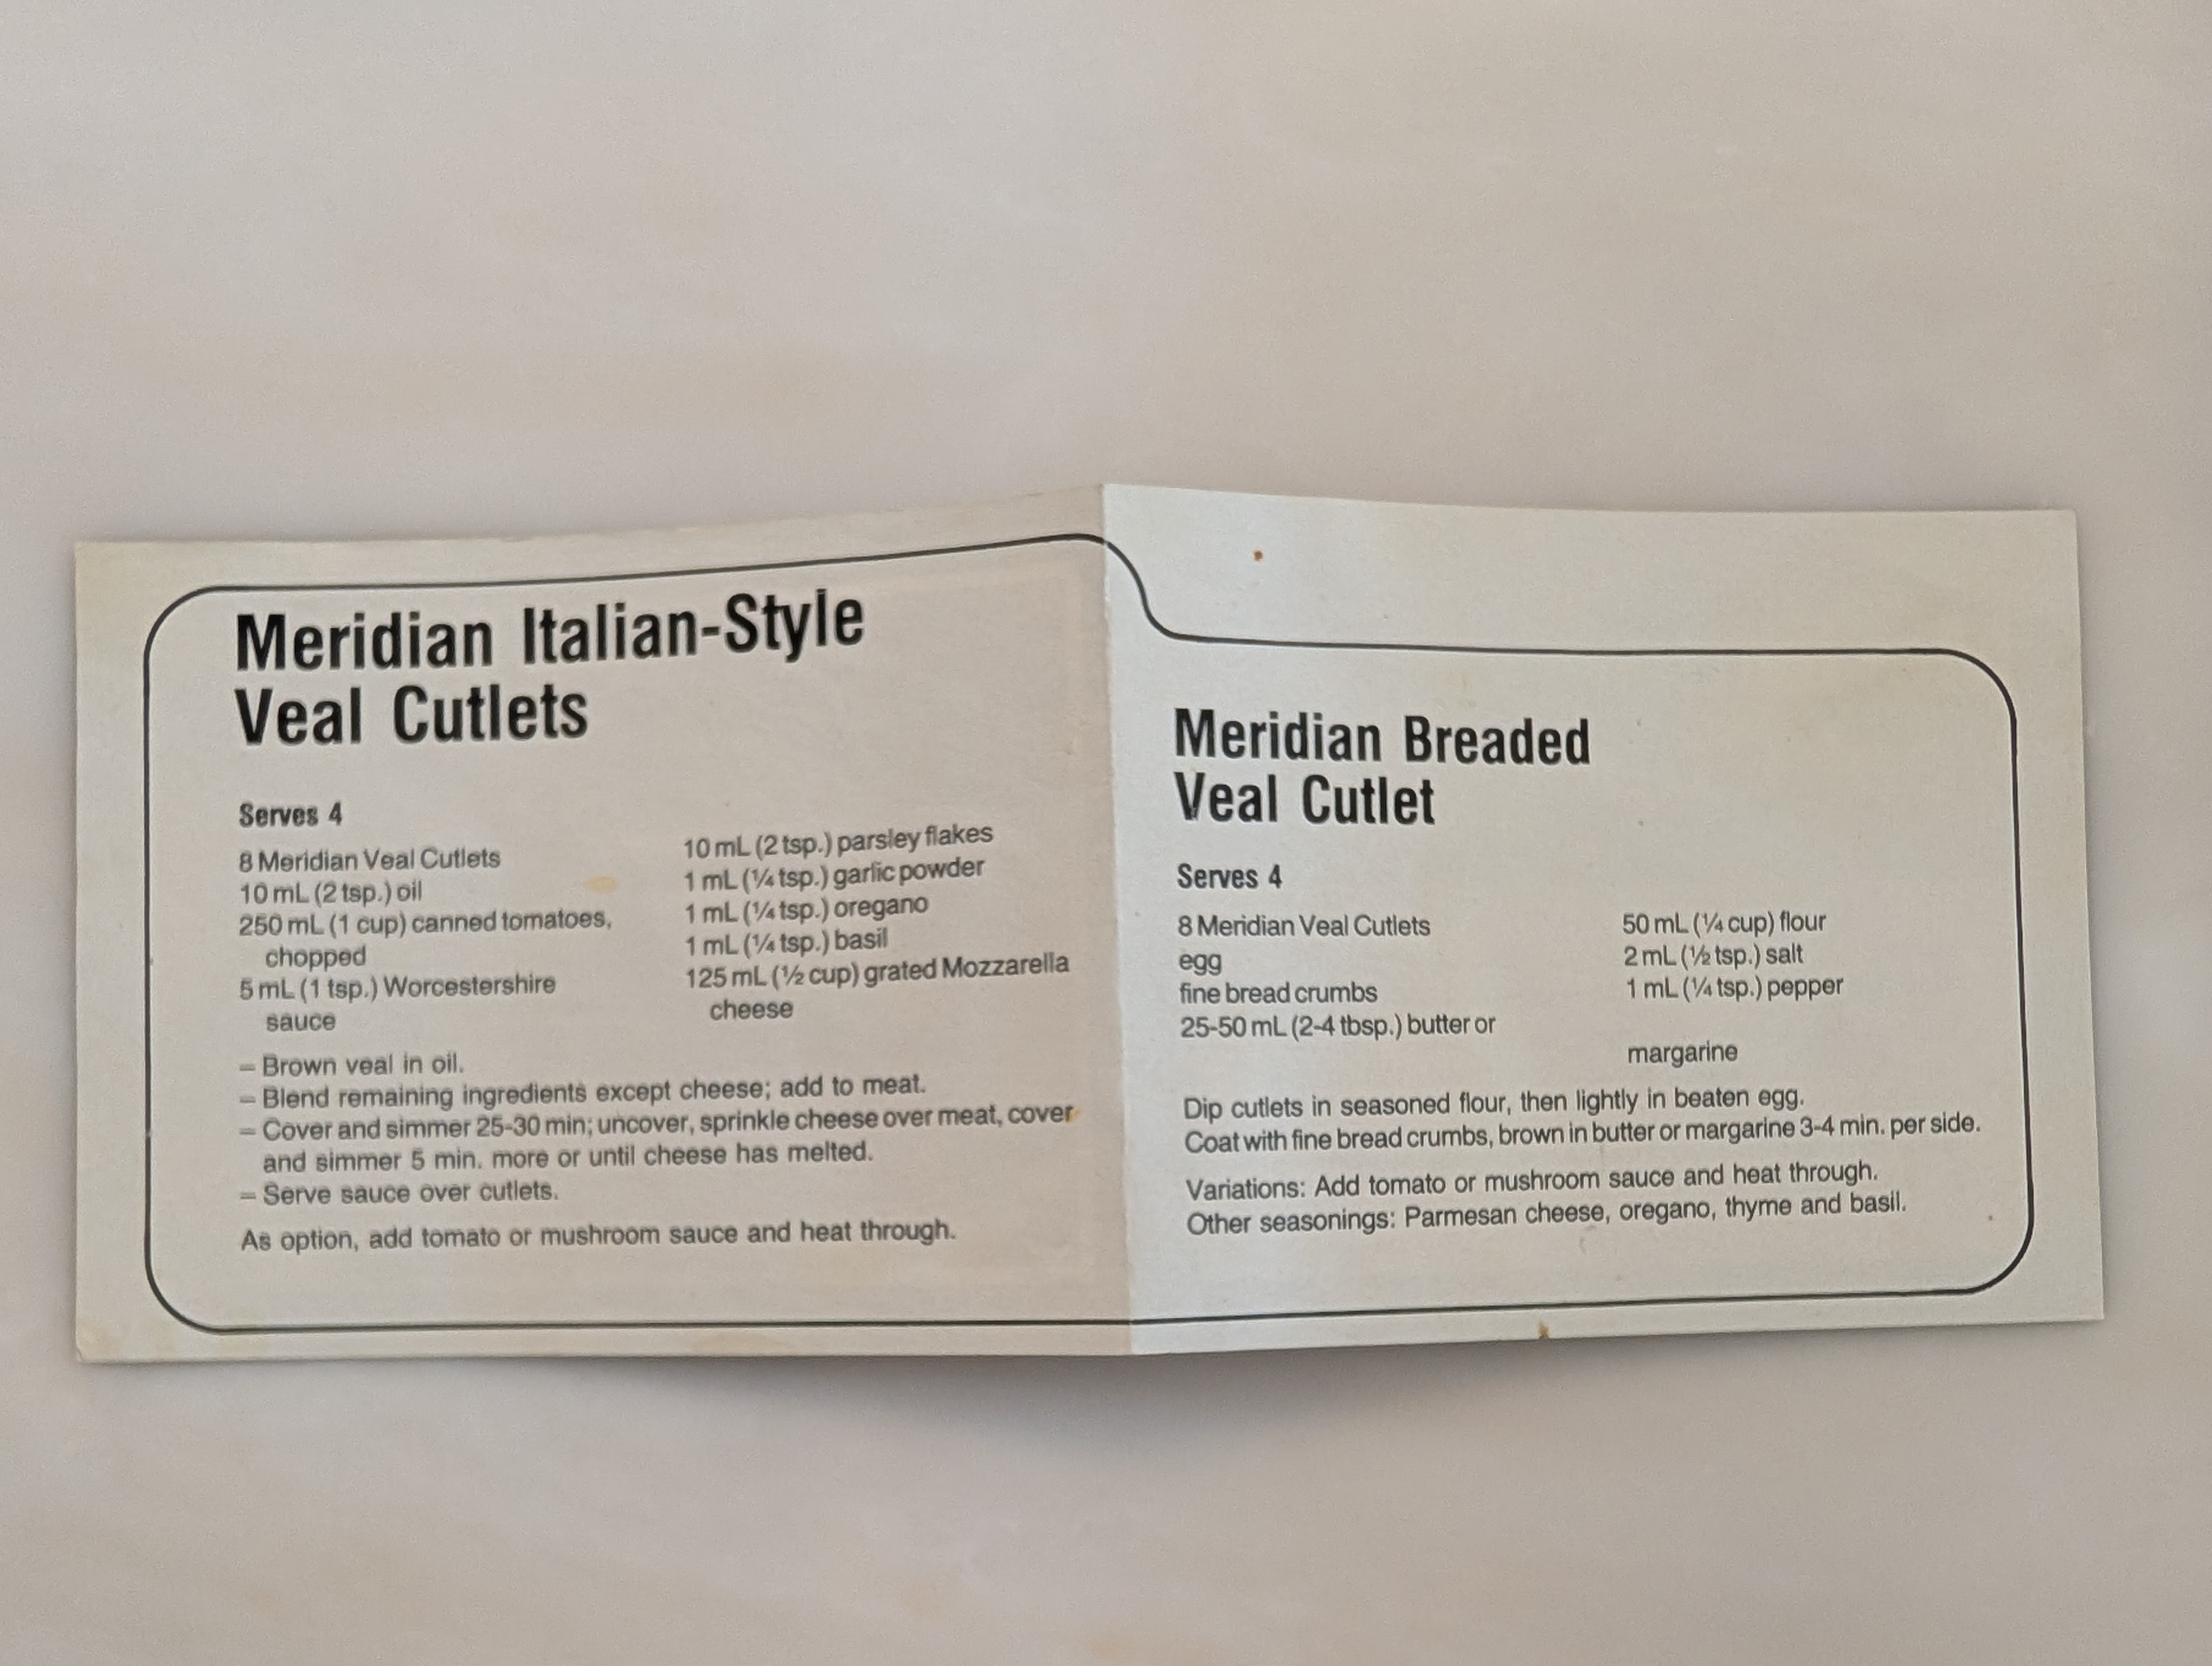 Meridian Italian-Style
Veal Cutlets
Serves 4
8 Meridian Veal Cutlets
10 mL (2 tsp.) oil
250 mL (1 cup) canned tomatoes,
chopped
5 mL (1 tsp.) Worcestershire
sauce
10 mL (2 tsp.) parsley flakes
1 mL (¼ tsp.) garlic powder
1 mL (¼ tsp.) oregano
1 mL (¼ tsp.) basil
125 mL (½ cup) grated Mozzarella
cheese
– Brown veal in oil.
– Blend remaining ingredients except cheese; add to meat.
– Cover and simmer 25-30 min; uncover, sprinkle cheese over meat, cover
and simmer 5 min. more or until cheese has melted.
– Serve sauce over cutlets.
As option, add tomato or mushroom sauce and heat through.
Meridian Breaded
Veal Cutlet
Serves 4
8 Meridian Veal Cutlets
egg
fine bread crumbs
25-50 mL (2-4 tbsp.) butter or
50 mL (¼ cup) flour
2 mL (½ tsp.) salt
1 mL (¼ tsp.) pepper
margarine
Dip cutlets in seasoned flour, then lightly in beaten egg.
Coat with fine bread crumbs, brown in butter or margarine 3-4 min. per side.
Variations: Add tomato or mushroom sauce and heat through.
Other seasonings: Parmesan cheese, oregano, thyme and basil.